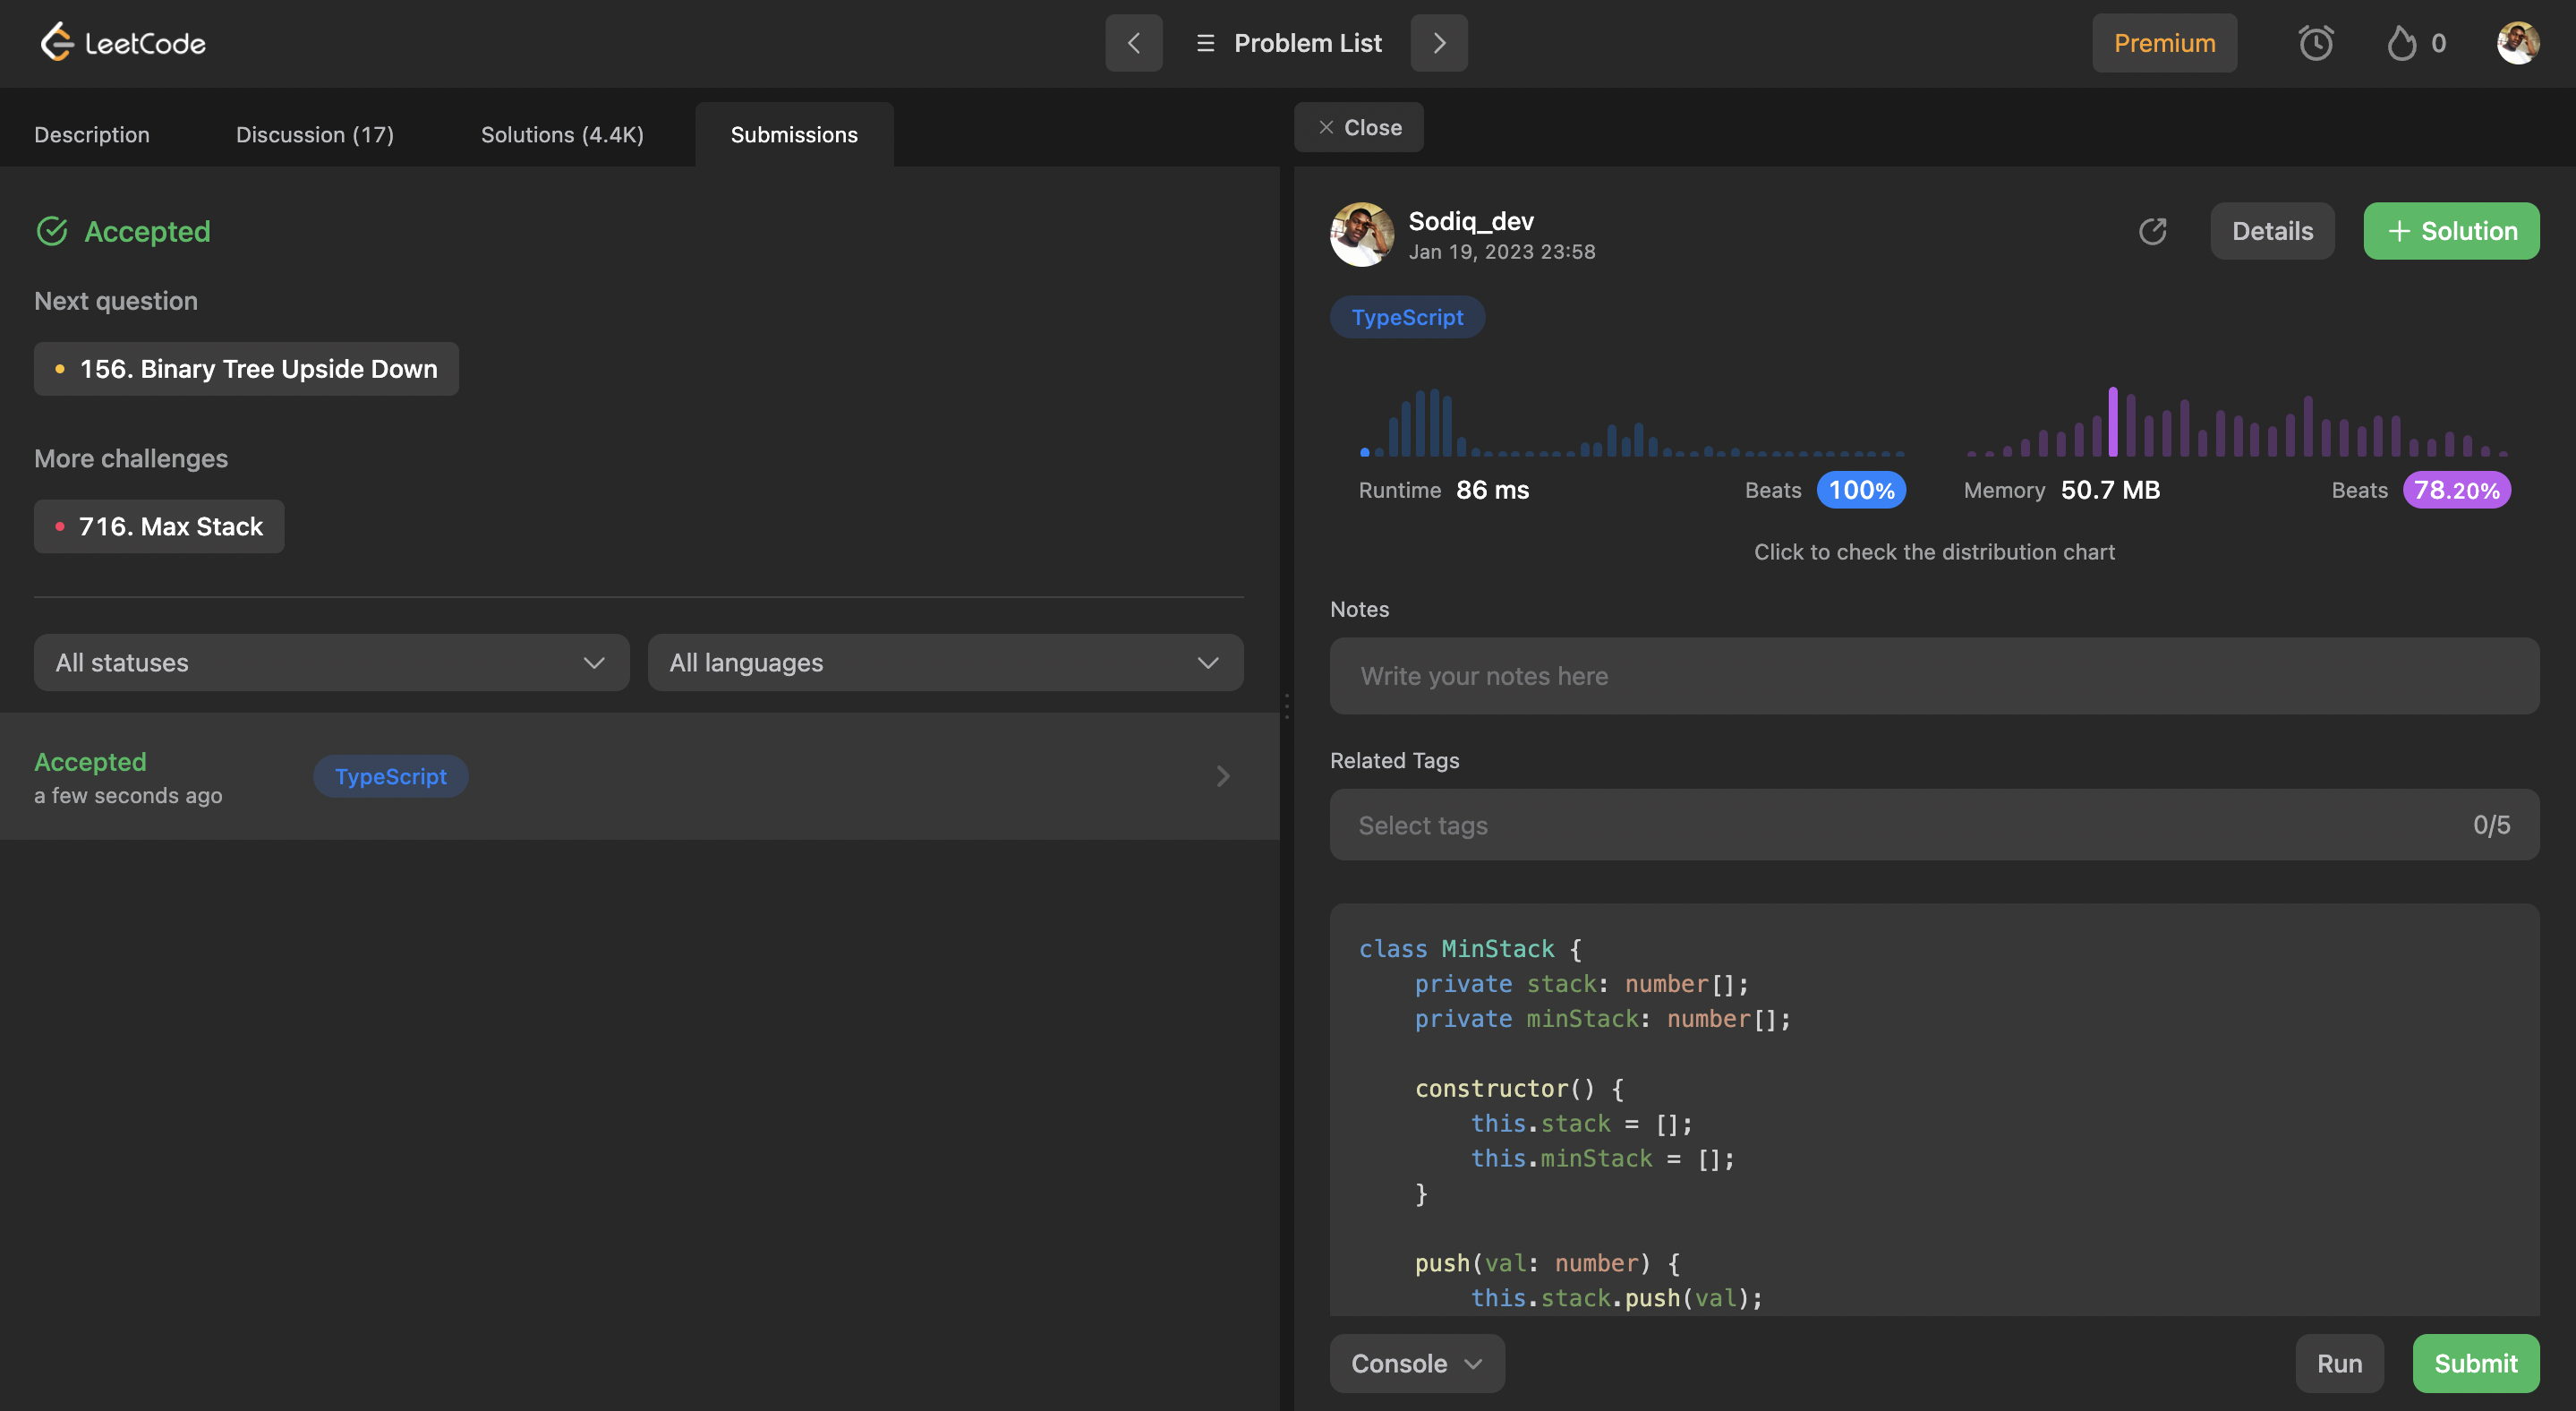 LeetCode
Problem List
Premium
0
Description
Discussion (17)
Solutions (4.4K)
Submissions
Close
Accepted
Next question
156. Binary Tree Upside Down
More challenges
716. Max Stack
All statuses
All languages
Accepted
a few seconds ago
TypeScript
Sodiq_dev
Jan 19, 2023 23:58
Details
Solution
TypeScript
Runtime 86 ms
Beats 100%
Memory 50.7 MB
Beats 78.20%
Click to check the distribution chart
Notes
Write your notes here
Related Tags
Select tags
0/5
class MinStack {
    private stack: number[];
    private minStack: number[];
    constructor() {
        this.stack = [];
        this.minStack = [];
    }
    push(val: number) {
        this.stack.push(val);
Console
Run
Submit